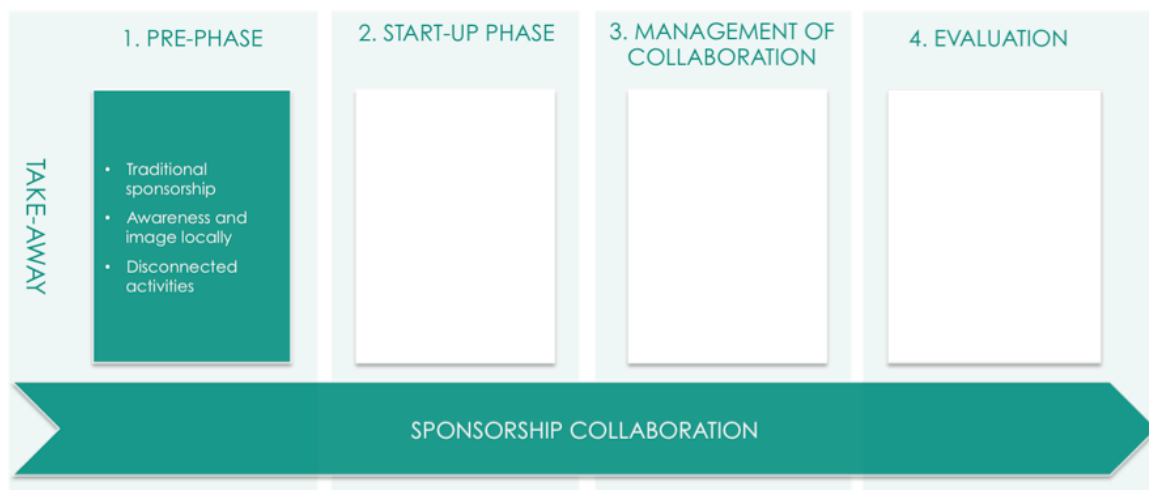 1. PRE-PHASE
2. START-UP PHASE
3. MANAGEMENT OF
COLLABORATION
4. EVALUATION
TAKE-AWAY
• Traditional
sponsorship
• Awareness and
image locally
• Disconnected
activities
SPONSORSHIP COLLABORATION